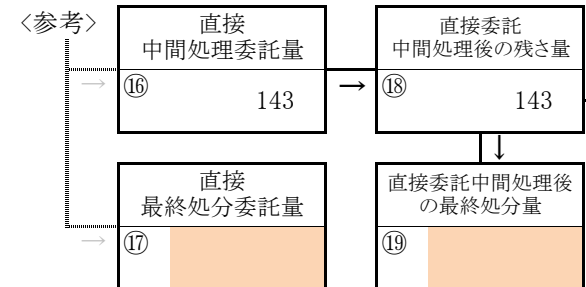 〈参考〉
直接
中間処理委託量
⑯
143
→
→
直接委託
中間処理後の残さ量
⑱
143
↓
直接
最終処分委託量
→
⑰
直接委託中間処理後
の最終処分量
⑲